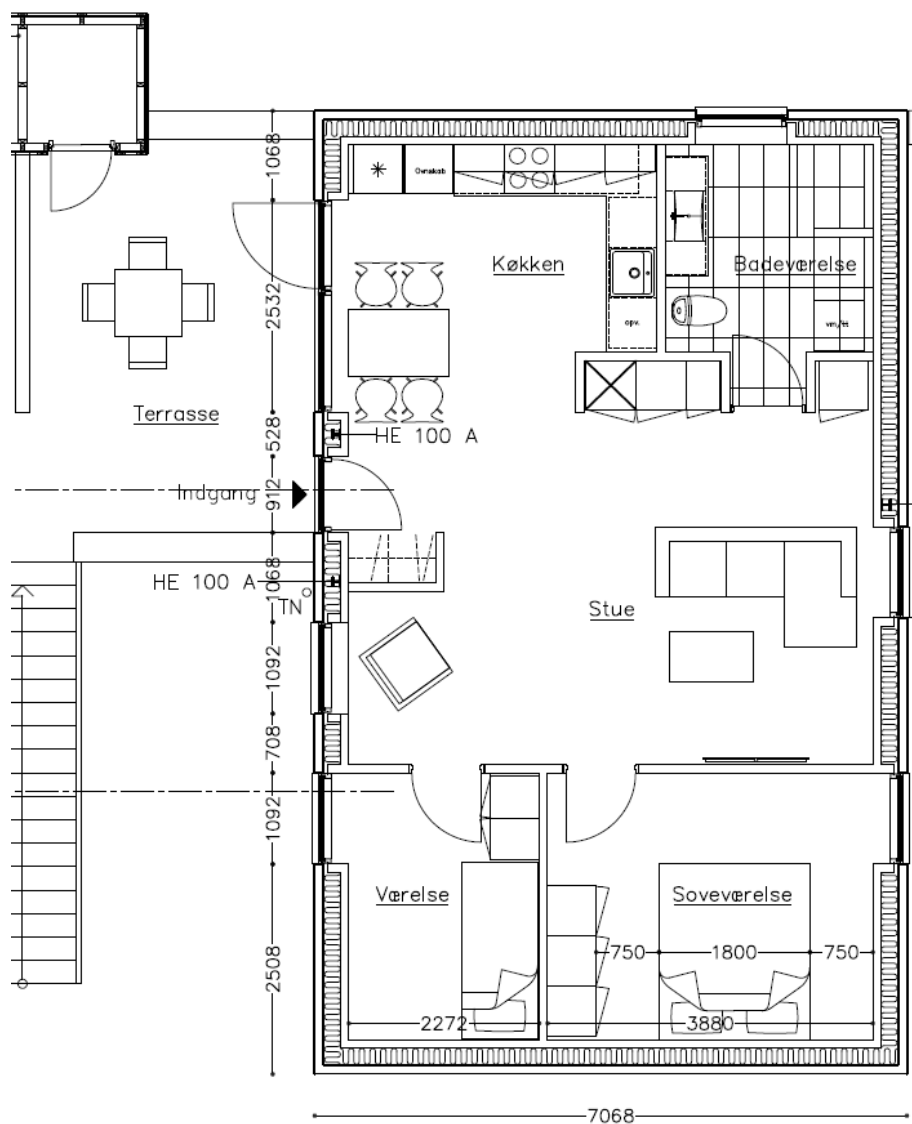 1068
Ovnskab
Køkken
Badeværelse
2532
opv.
vm/tt
Terrasse
528
HE 100 A
Indgang
912
HE 100 A
1068
TN
Stue
1092
708
1092
Værelse
Soveværelse
750
1800
750
2508
2272
3880
7068